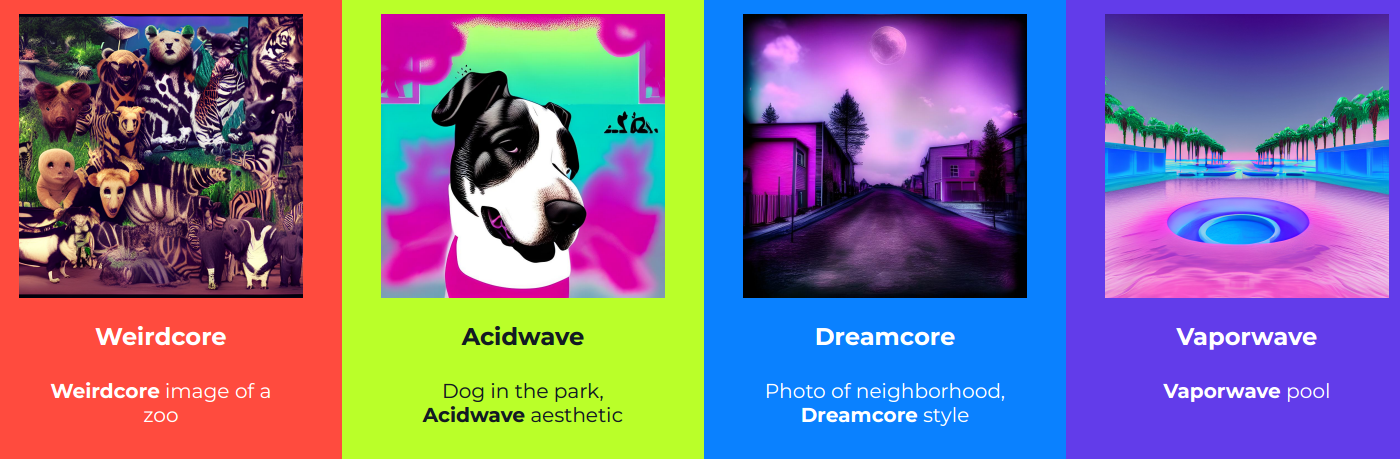 Weirdcore
Weirdcore image of a
zoo
Acidwave
Dog in the park,
Acidwave aesthetic
Dreamcore
Photo of neighborhood,
Dreamcore style
Vaporwave
Vaporwave pool